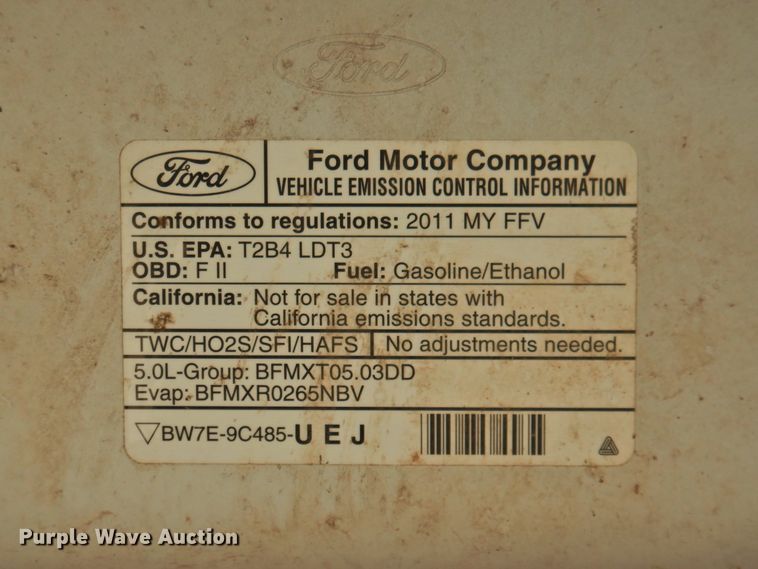 Ford
Ford
Ford Motor Company
VEHICLE EMISSION CONTROL INFORMATION
Conforms to regulations: 2011 MY FFV
U.S. EPA: T2B4 LDT3
OBD: F II Fuel: Gasoline/Ethanol
California: Not for sale in states with
California emissions standards.
TWC/HO2S/SFI/HAFS No adjustments needed.
5.0L-Group: BFMXT05.03DD
Evap: BFMXR0265NBV
BW7E-9C485-UEJ
Purple Wave Auction